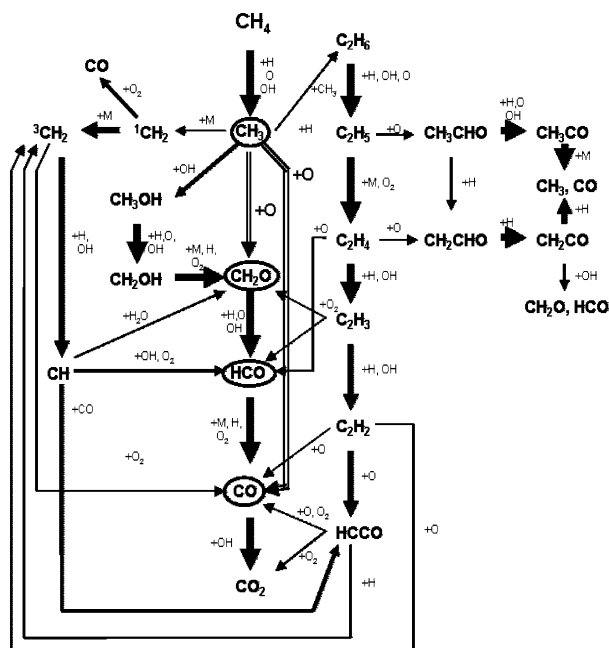 CH₄
C₂H₆
+H
O
OH
+H, OH, O
+CH₃
CO
+O₂
³CH₂
+M
¹CH₂
+M
CH₃
+H
C₂H₅
+O
CH₃CHO
+H,O
OH
CH₃CO
+OH
+O
+M
+M, O₂
CH₃, CO
CH₃OH
+H
+H
+O
+H,
OH
+H,O,
OH
+M, H,
O₂
+O
C₂H₄
+O
CH₂CHO
+H
CH₂CO
CH₂OH
CH₂O
+H, OH
+OH
CH₂O, HCO
+H₂O
+H,O
OH
+O₂
C₂H₃
+OH, O₂
CH
HCO
+H, OH
+CO
+M, H,
O₂
C₂H₂
+O₂
+O
+O
CO
+O, O₂
HCCO
+O
+OH
+O₂
CO₂
+H